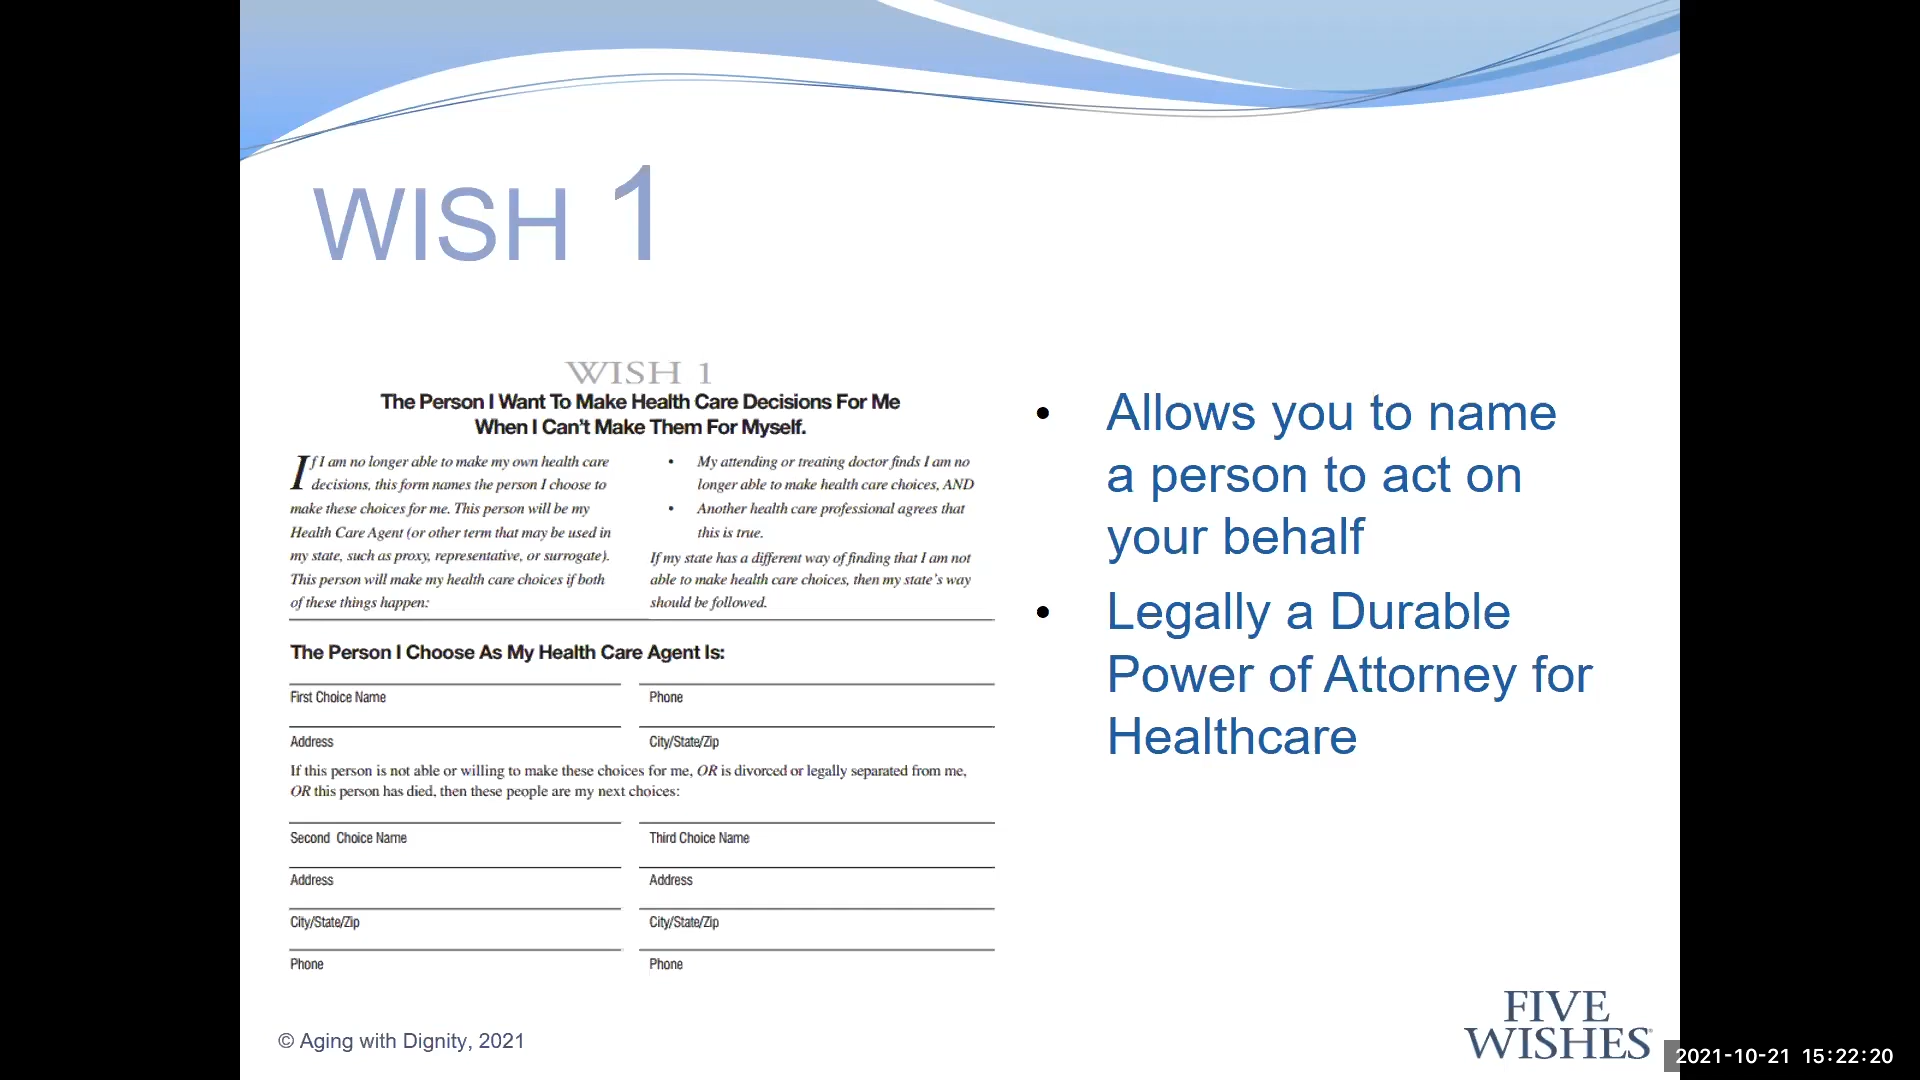 WISH 1
WISH 1
The Person I Want To Make Health Care Decisions For Me
When I Can't Make Them For Myself.
If I am no longer able to make my own health care
decisions, this form names the person I choose to
make these choices for me. This person will be my
Health Care Agent (or other term that may be used in
my state, such as proxy, representative, or surrogate).
This person will make my health care choices if both
of these things happen:
• My attending or treating doctor finds I am no
longer able to make health care choices, AND
• Another health care professional agrees that
this is true.
If my state has a different way of finding that I am not
able to make health care choices, then my state's way
should be followed.
The Person I Choose As My Health Care Agent Is:
First Choice Name
Phone
Address
City/State/Zip
If this person is not able or willing to make these choices for me, OR is divorced or legally separated from me,
OR this person has died, then these people are my next choices:
Second Choice Name
Third Choice Name
Address
Address
City/State/Zip
City/State/Zip
Phone
Phone
• Allows you to name
a person to act on
your behalf
• Legally a Durable
Power of Attorney for
Healthcare
© Aging with Dignity, 2021
FIVE
WISHES®
2021-10-21 15:22:20